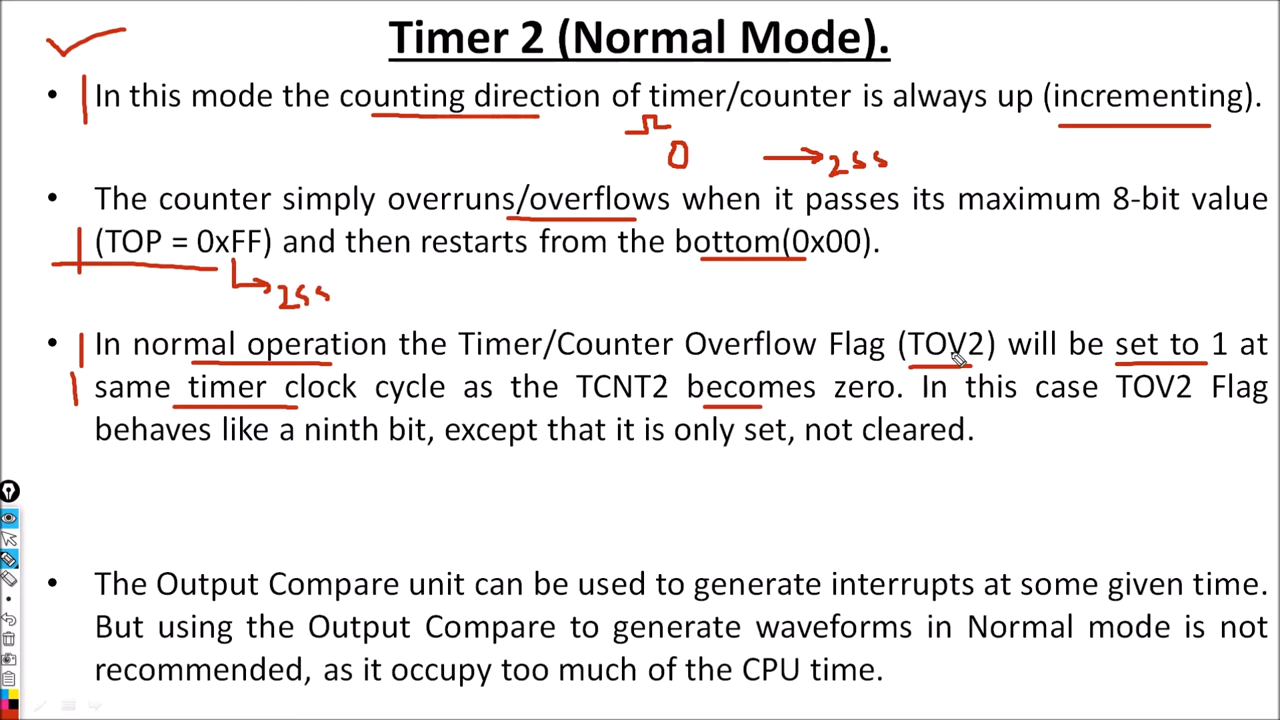 Timer 2 (Normal Mode).
• In this mode the counting direction of timer/counter is always up (incrementing).
0 → 255
• The counter simply overruns/overflows when it passes its maximum 8-bit value
(TOP = 0xFF) and then restarts from the bottom(0x00).
255
• In normal operation the Timer/Counter Overflow Flag (TOV2) will be set to 1 at
same timer clock cycle as the TCNT2 becomes zero. In this case TOV2 Flag
behaves like a ninth bit, except that it is only set, not cleared.
• The Output Compare unit can be used to generate interrupts at some given time.
But using the Output Compare to generate waveforms in Normal mode is not
recommended, as it occupy too much of the CPU time.